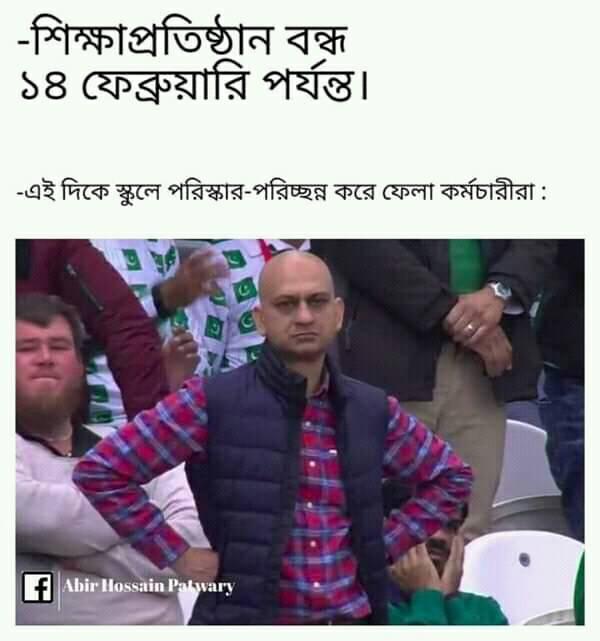 -শিক্ষাপ্রতিষ্ঠান বন্ধ
১৪ ফেব্রুয়ারি পর্যন্ত।
-এই দিকে স্কুলে পরিস্কার-পরিচ্ছন্ন করে ফেলা কর্মচারীরা :
f Abir Hossain Patwary